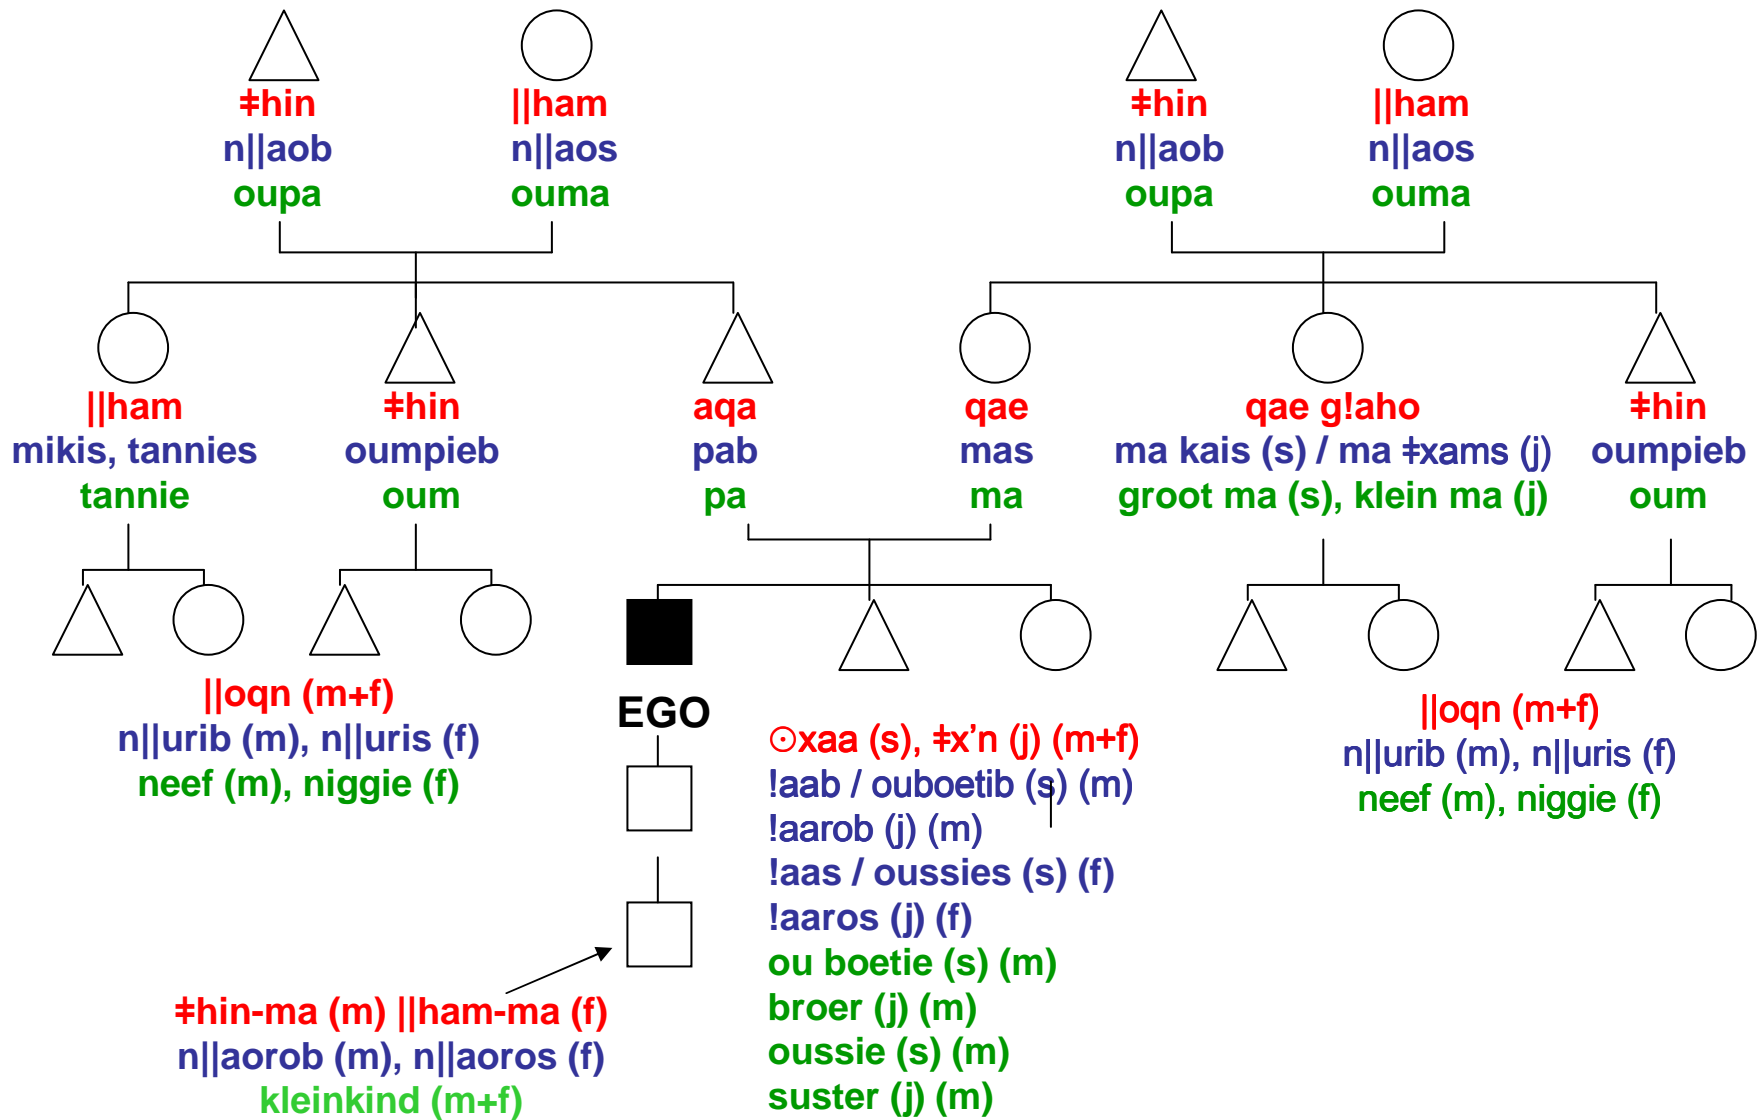 ǂhin
||ham
ǂhin
||ham
n||aob
n||aos
n||aob
n||aos
oupa
ouma
oupa
ouma
||ham
ǂhin
aqa
qae
qae g!aho
ǂhin
mikis, tannies
oumpieb
pab
mas
ma kais (s) / ma ǂxams (j)
oumpieb
tannie
oum
pa
ma
groot ma (s), klein ma (j)
oum
||oqn (m+f)
n||urib (m), n||uris (f)
neef (m), niggie (f)
EGO
ʘxaa (s), ǂx’n (j) (m+f)
!aab / ouboetib (s) (m)
!aarob (j) (m)
!aas / oussies (s) (f)
!aaros (j) (f)
ou boetie (s) (m)
broer (j) (m)
oussie (s) (m)
suster (j) (m)
||oqn (m+f)
n||urib (m), n||uris (f)
neef (m), niggie (f)
ǂhin-ma (m) ||ham-ma (f)
n||aorob (m), n||aoros (f)
kleinkind (m+f)